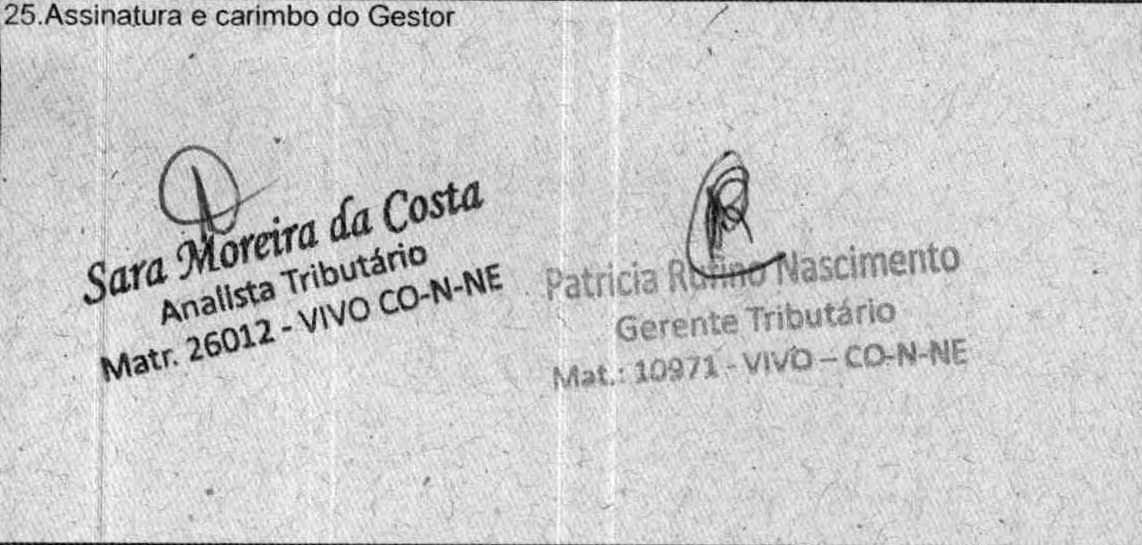 25.Assinatura e carimbo do Gestor
Sara Moreira da Costa
Analista Tributário
Matr. 26012 - VIVO CO-N-NE
Patricia Rufino Nascimento
Gerente Tributário
Mat.: 10971 - VIVO – CO-N-NE